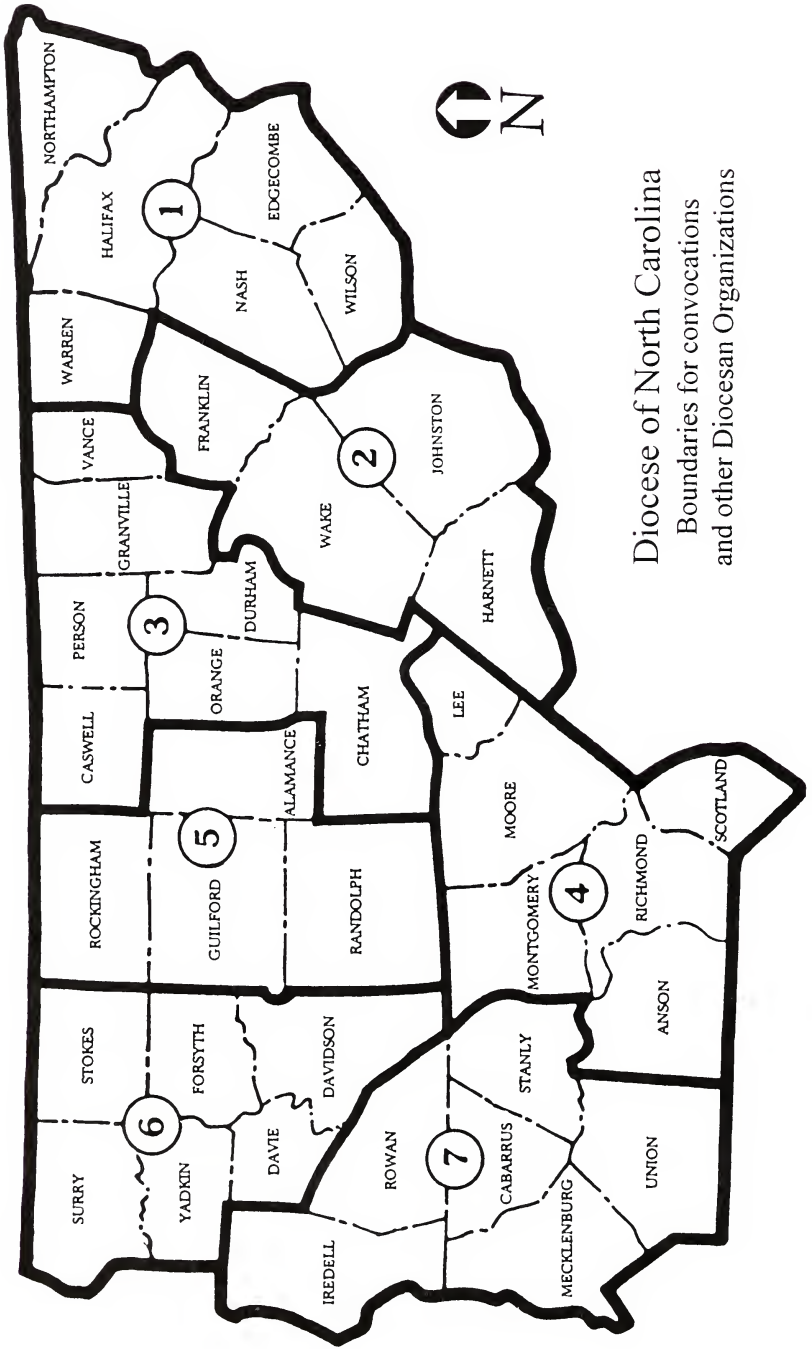 SURRY
STOKES
ROCKINGHAM
CASWELL
PERSON
GRANVILLE
VANCE
WARREN
NORTHAMPTON
HALIFAX
6
YADKIN
FORSYTH
5
GUILFORD
ALAMANCE
ORANGE
3
DURHAM
FRANKLIN
1
NASH
EDGECOMBE
DAVIE
DAVIDSON
RANDOLPH
CHATHAM
WAKE
2
WILSON
IREDELL
ROWAN
7
CABARRUS
STANLY
MONTGOMERY
MOORE
LEE
HARNETT
JOHNSTON
MECKLENBURG
UNION
ANSON
4
RICHMOND
SCOTLAND
N
Diocese of North Carolina
Boundaries for convocations
and other Diocesan Organizations